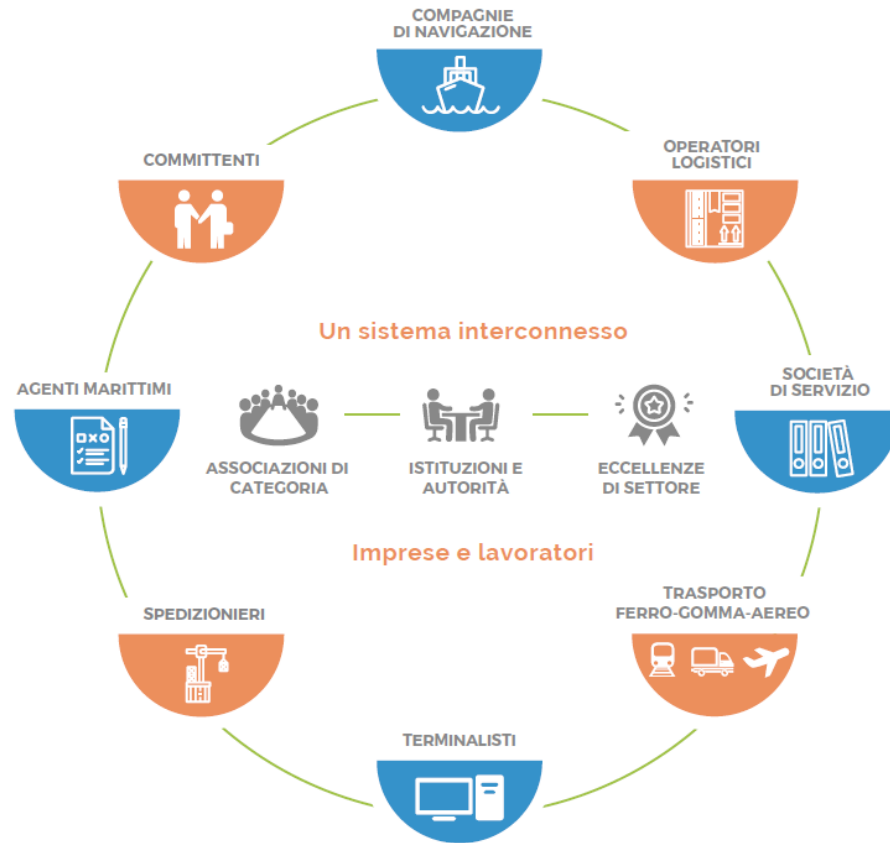 COMPAGNIE
DI NAVIGAZIONE
COMMITTENTI
OPERATORI
LOGISTICI
Un sistema interconnesso
AGENTI MARITTIMI
SOCIETÀ
DI SERVIZIO
ASSOCIAZIONI DI
CATEGORIA
ISTITUZIONI E
AUTORITÀ
ECCELLENZE
DI SETTORE
Imprese e lavoratori
SPEDIZIONIERI
TRASPORTO
FERRO-GOMMA-AEREO
TERMINALISTI